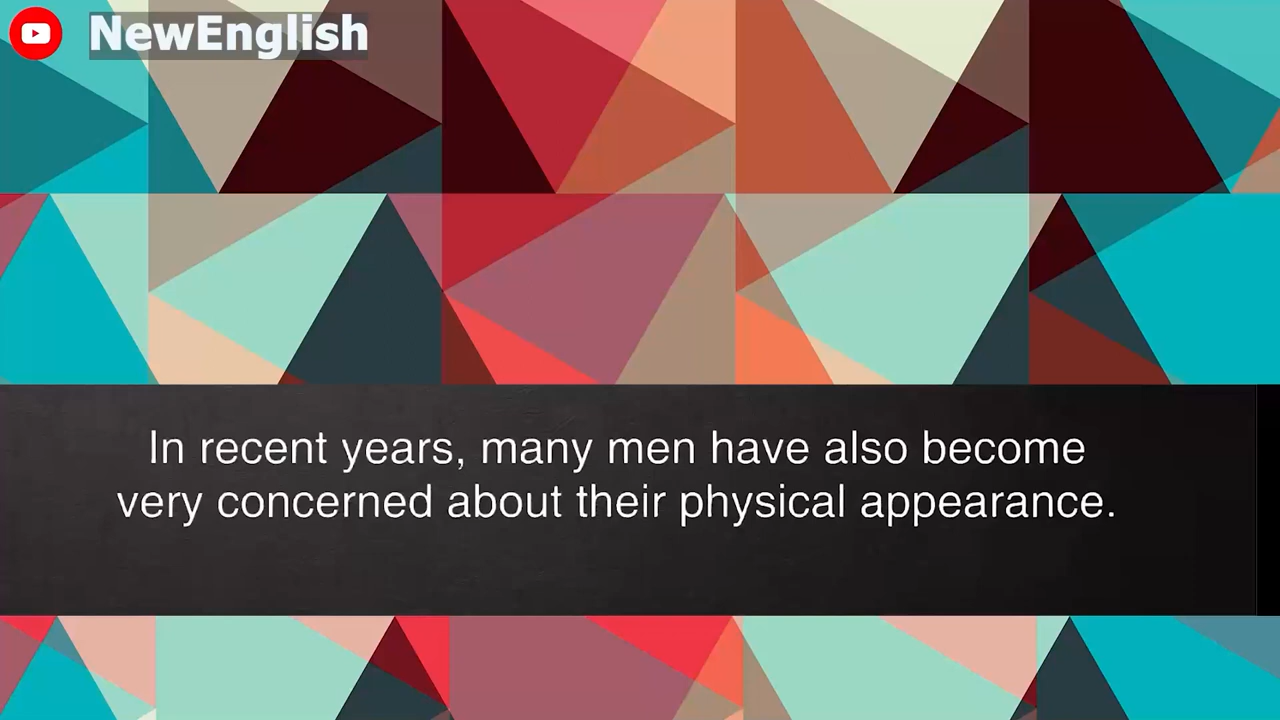 NewEnglish
In recent years, many men have also become
very concerned about their physical appearance.